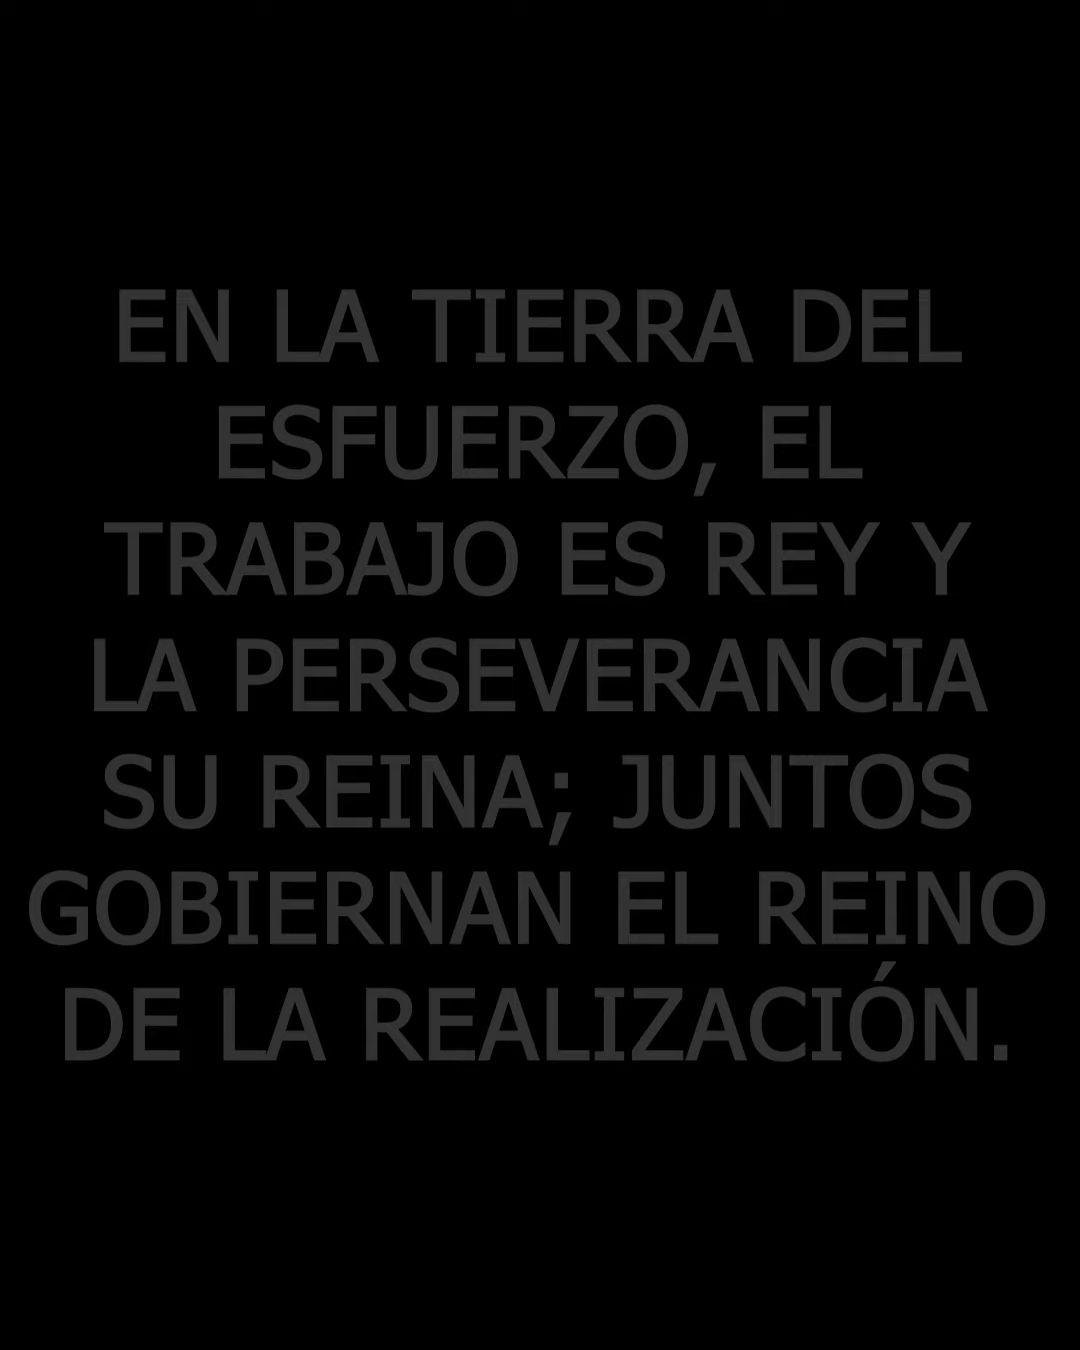 EN LA TIERRA DEL
ESFUERZO, EL
TRABAJO ES REY Y
LA PERSEVERANCIA
SU REINA; JUNTOS
GOBIERNAN EL REINO
DE LA REALIZACIÓN.